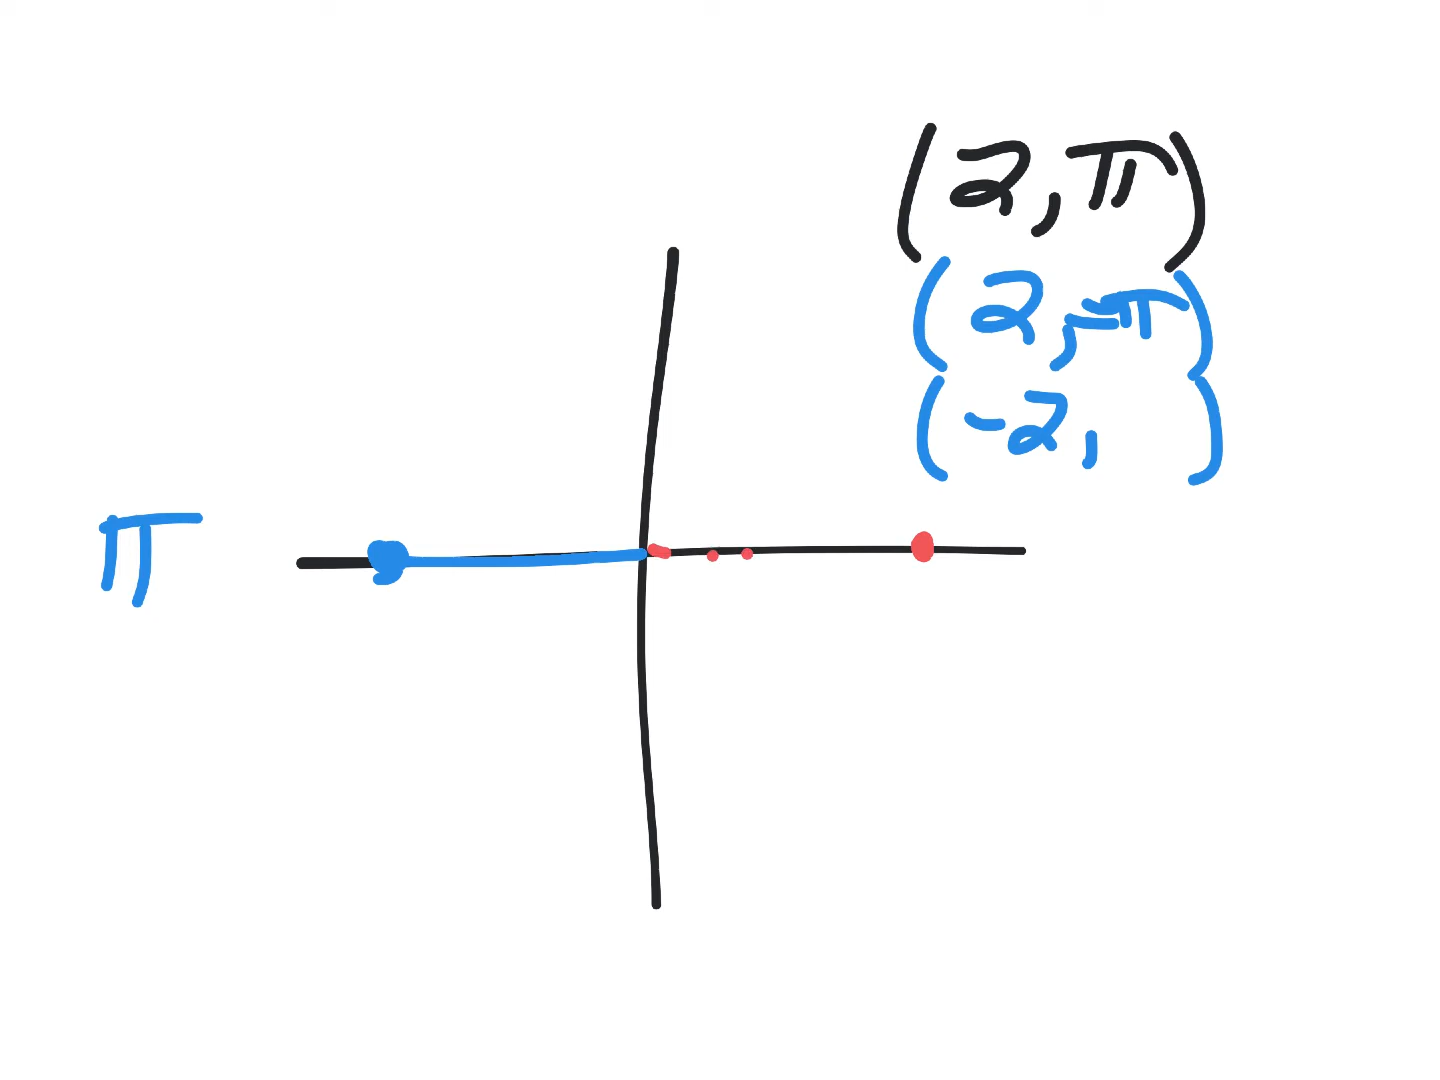 (2, π)
(2, -π)
(-2, )
π